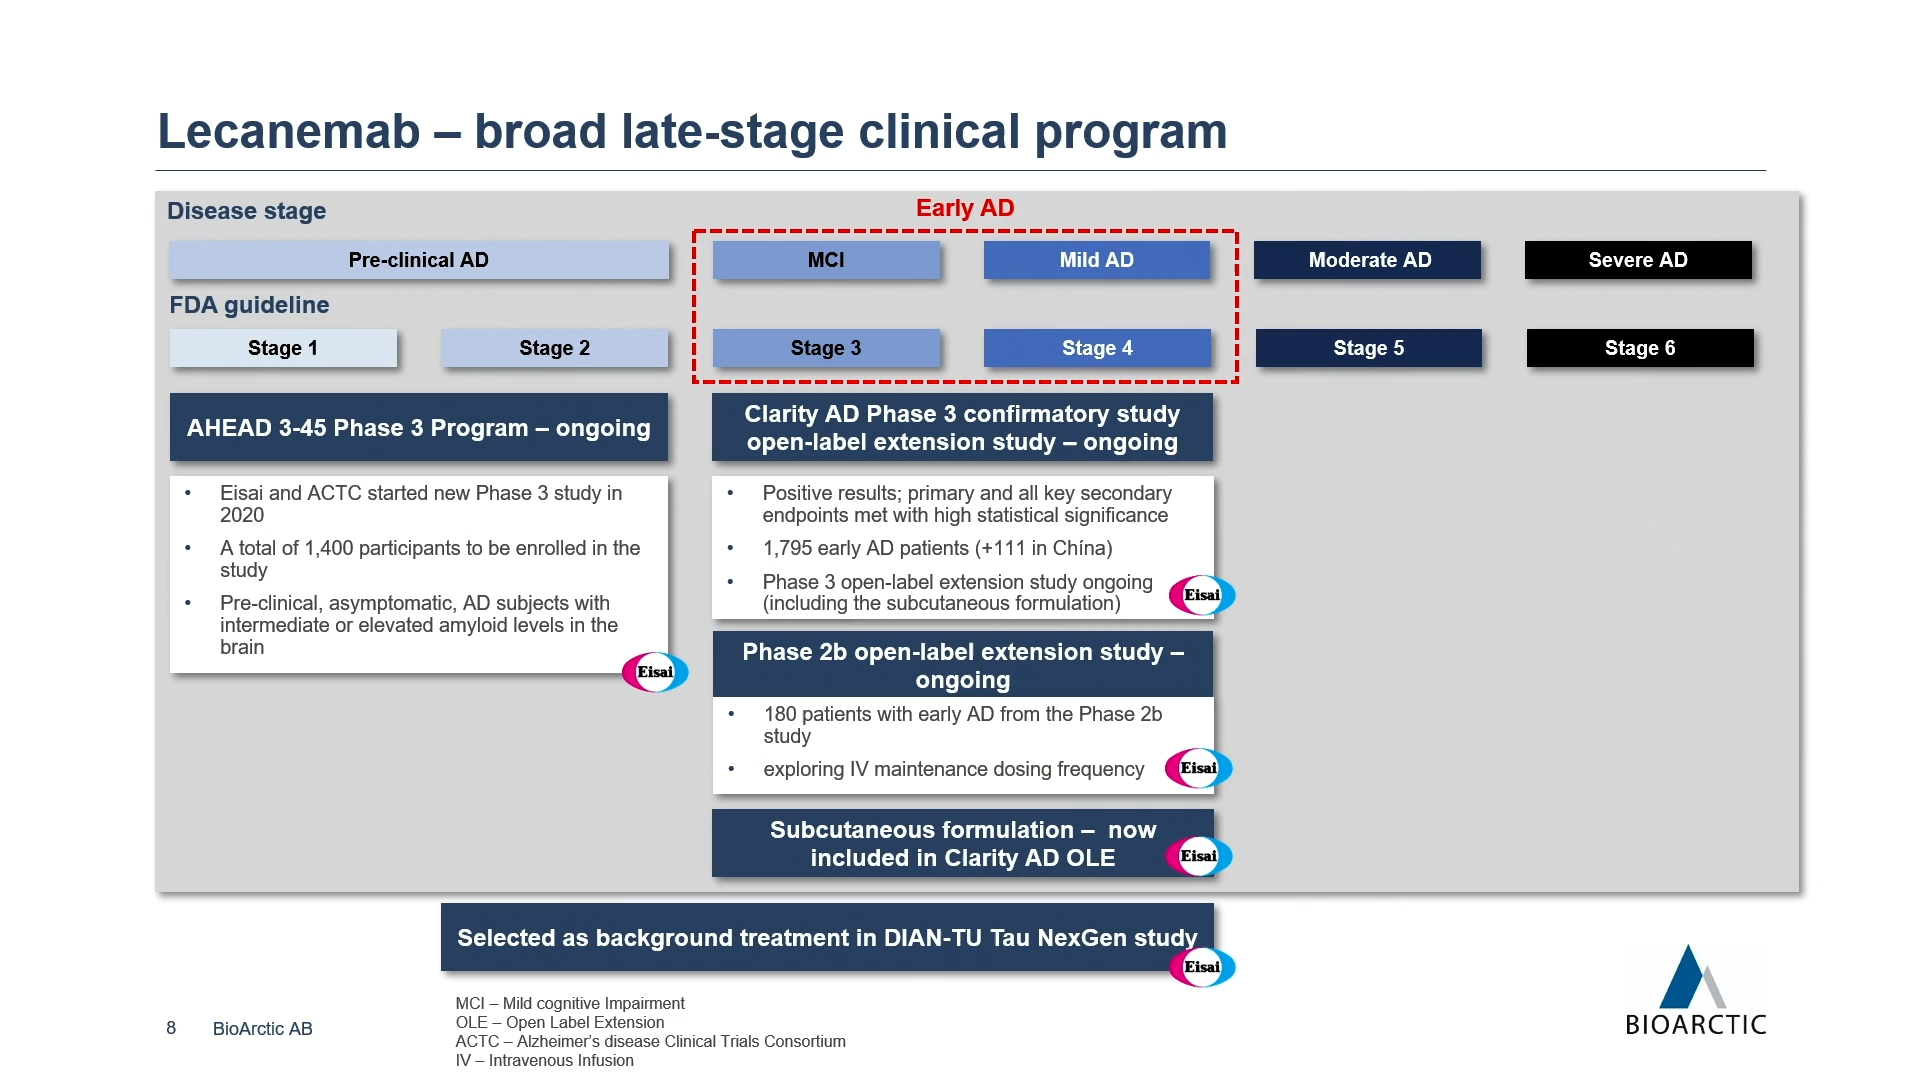 Lecanemab – broad late-stage clinical program
Disease stage
Early AD
Pre-clinical AD
MCI
Mild AD
Moderate AD
Severe AD
FDA guideline
Stage 1
Stage 2
Stage 3
Stage 4
Stage 5
Stage 6
AHEAD 3-45 Phase 3 Program – ongoing
• Eisai and ACTC started new Phase 3 study in
2020
• A total of 1,400 participants to be enrolled in the
study
• Pre-clinical, asymptomatic, AD subjects with
intermediate or elevated amyloid levels in the
brain
Eisai
Clarity AD Phase 3 confirmatory study
open-label extension study – ongoing
• Positive results; primary and all key secondary
endpoints met with high statistical significance
• 1,795 early AD patients (+111 in Chína)
• Phase 3 open-label extension study ongoing
(including the subcutaneous formulation)
Eisai
Phase 2b open-label extension study –
ongoing
• 180 patients with early AD from the Phase 2b
study
• exploring IV maintenance dosing frequency
Eisai
Subcutaneous formulation – now
included in Clarity AD OLE
Eisai
Selected as background treatment in DIAN-TU Tau NexGen study
Eisai
MCI – Mild cognitive Impairment
OLE – Open Label Extension
ACTC – Alzheimer's disease Clinical Trials Consortium
IV – Intravenous Infusion
8
BioArctic AB
BIOARCTIC